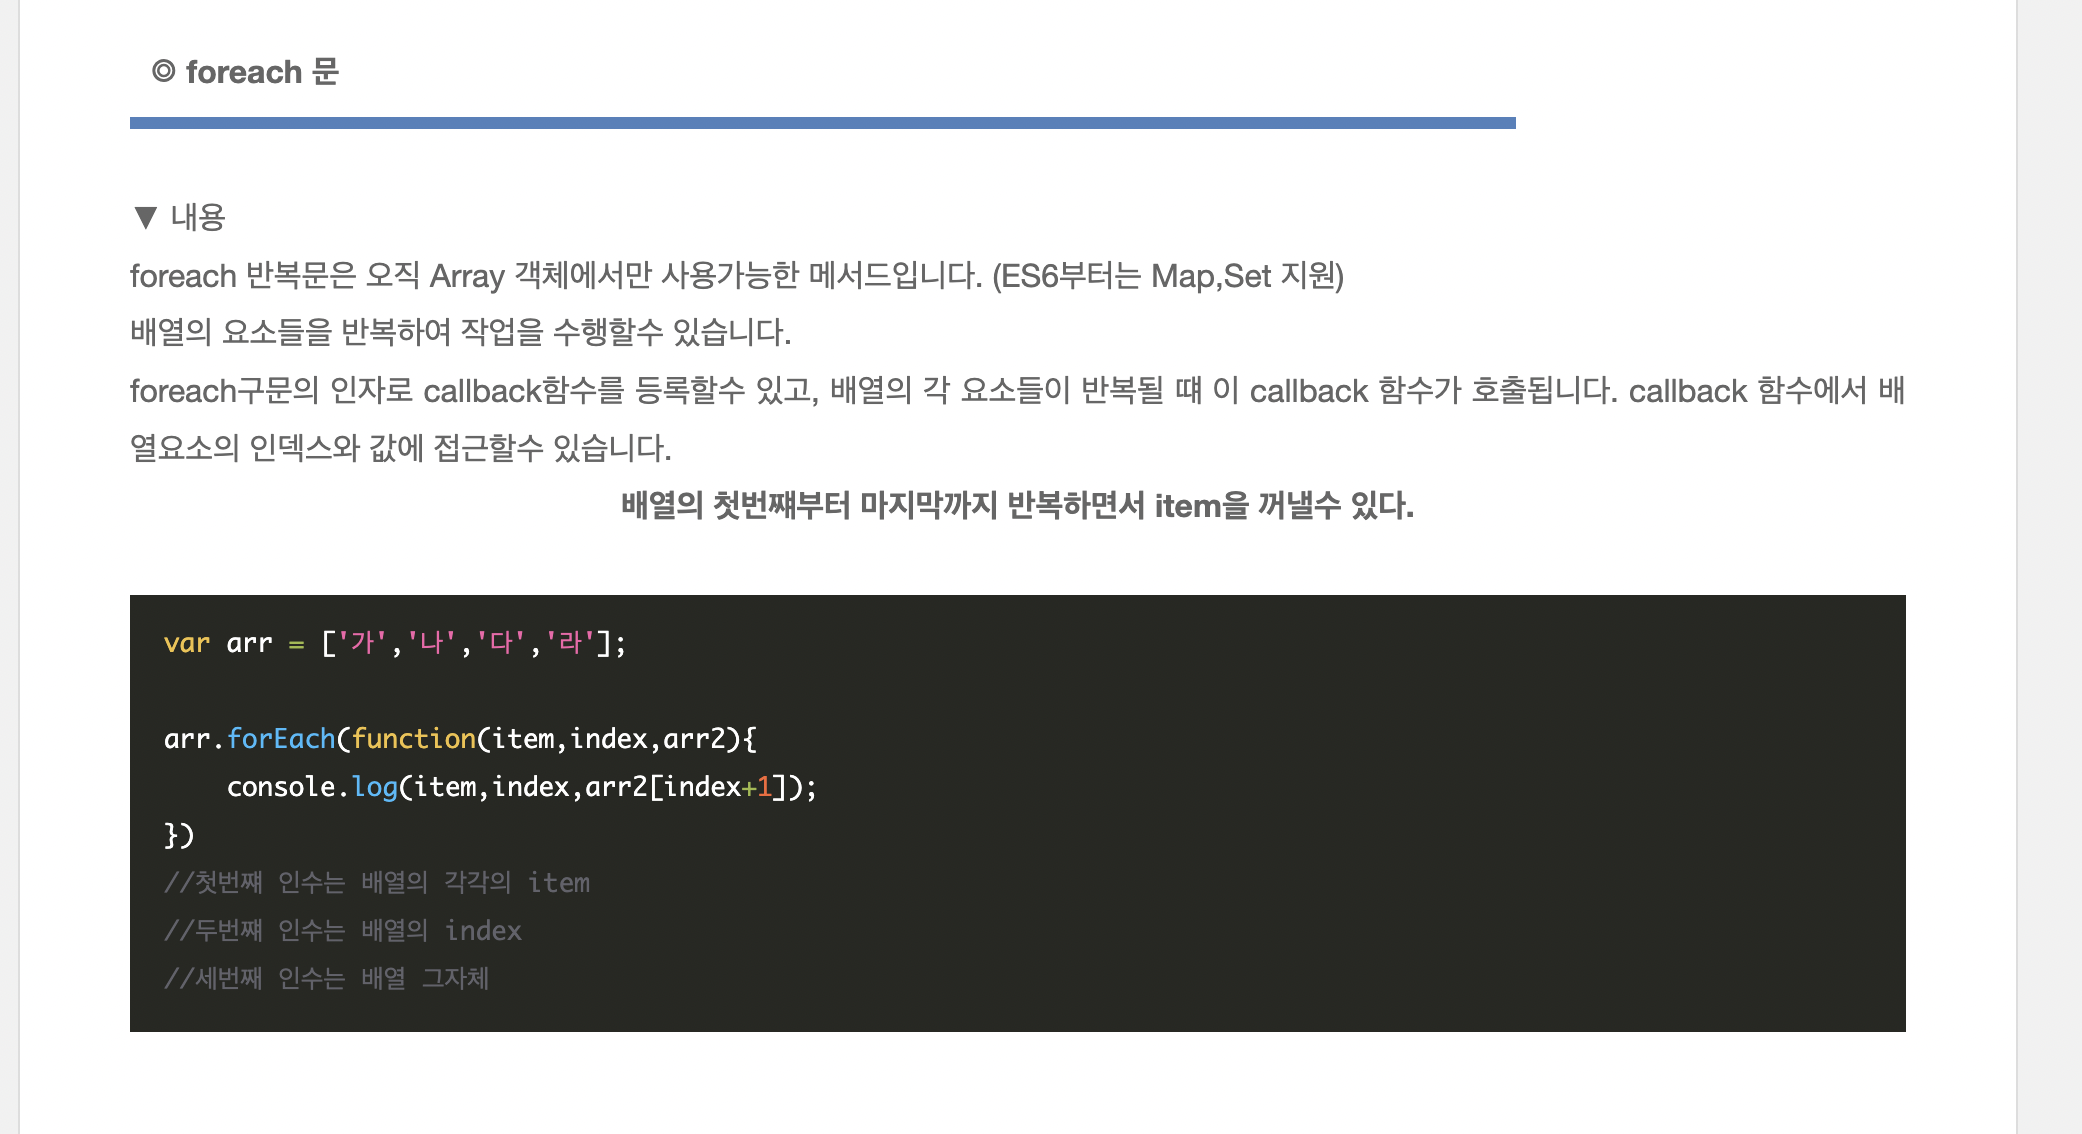 ◎ foreach 문
▼ 내용
foreach 반복문은 오직 Array 객체에서만 사용가능한 메서드입니다. (ES6부터는 Map,Set 지원)
배열의 요소들을 반복하여 작업을 수행할수 있습니다.
foreach구문의 인자로 callback함수를 등록할수 있고, 배열의 각 요소들이 반복될 떄 이 callback 함수가 호출됩니다. callback 함수에서 배
열요소의 인덱스와 값에 접근할수 있습니다.
배열의 첫번쨰부터 마지막까지 반복하면서 item을 꺼낼수 있다.
var arr = ['가','나','다','라'];
arr.forEach(function(item,index,arr2){
    console.log(item,index,arr2[index+1]);
})
//첫번쨰 인수는 배열의 각각의 item
//두번쨰 인수는 배열의 index
//세번째 인수는 배열 그자체